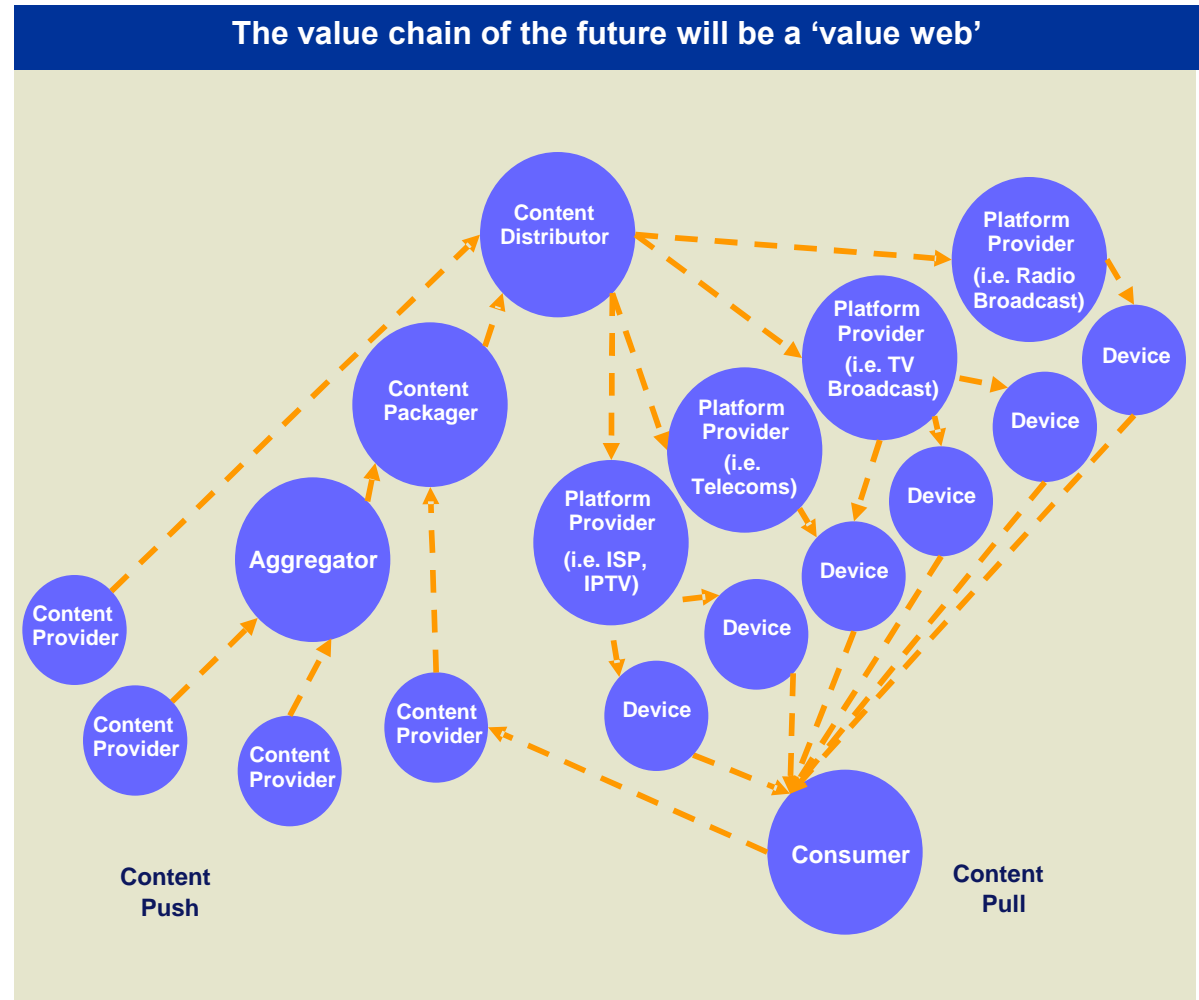 The value chain of the future will be a ‘value web’
Content
Distributor
Platform
Provider
(i.e. Radio
Broadcast)
Platform
Provider
(i.e. TV
Broadcast)
Device
Content
Packager
Platform
Provider
(i.e.
Telecoms)
Device
Platform
Provider
(i.e. ISP,
IPTV)
Device
Aggregator
Device
Content
Provider
Device
Content
Provider
Content
Provider
Content
Provider
Device
Consumer
Content
Push
Content
Pull